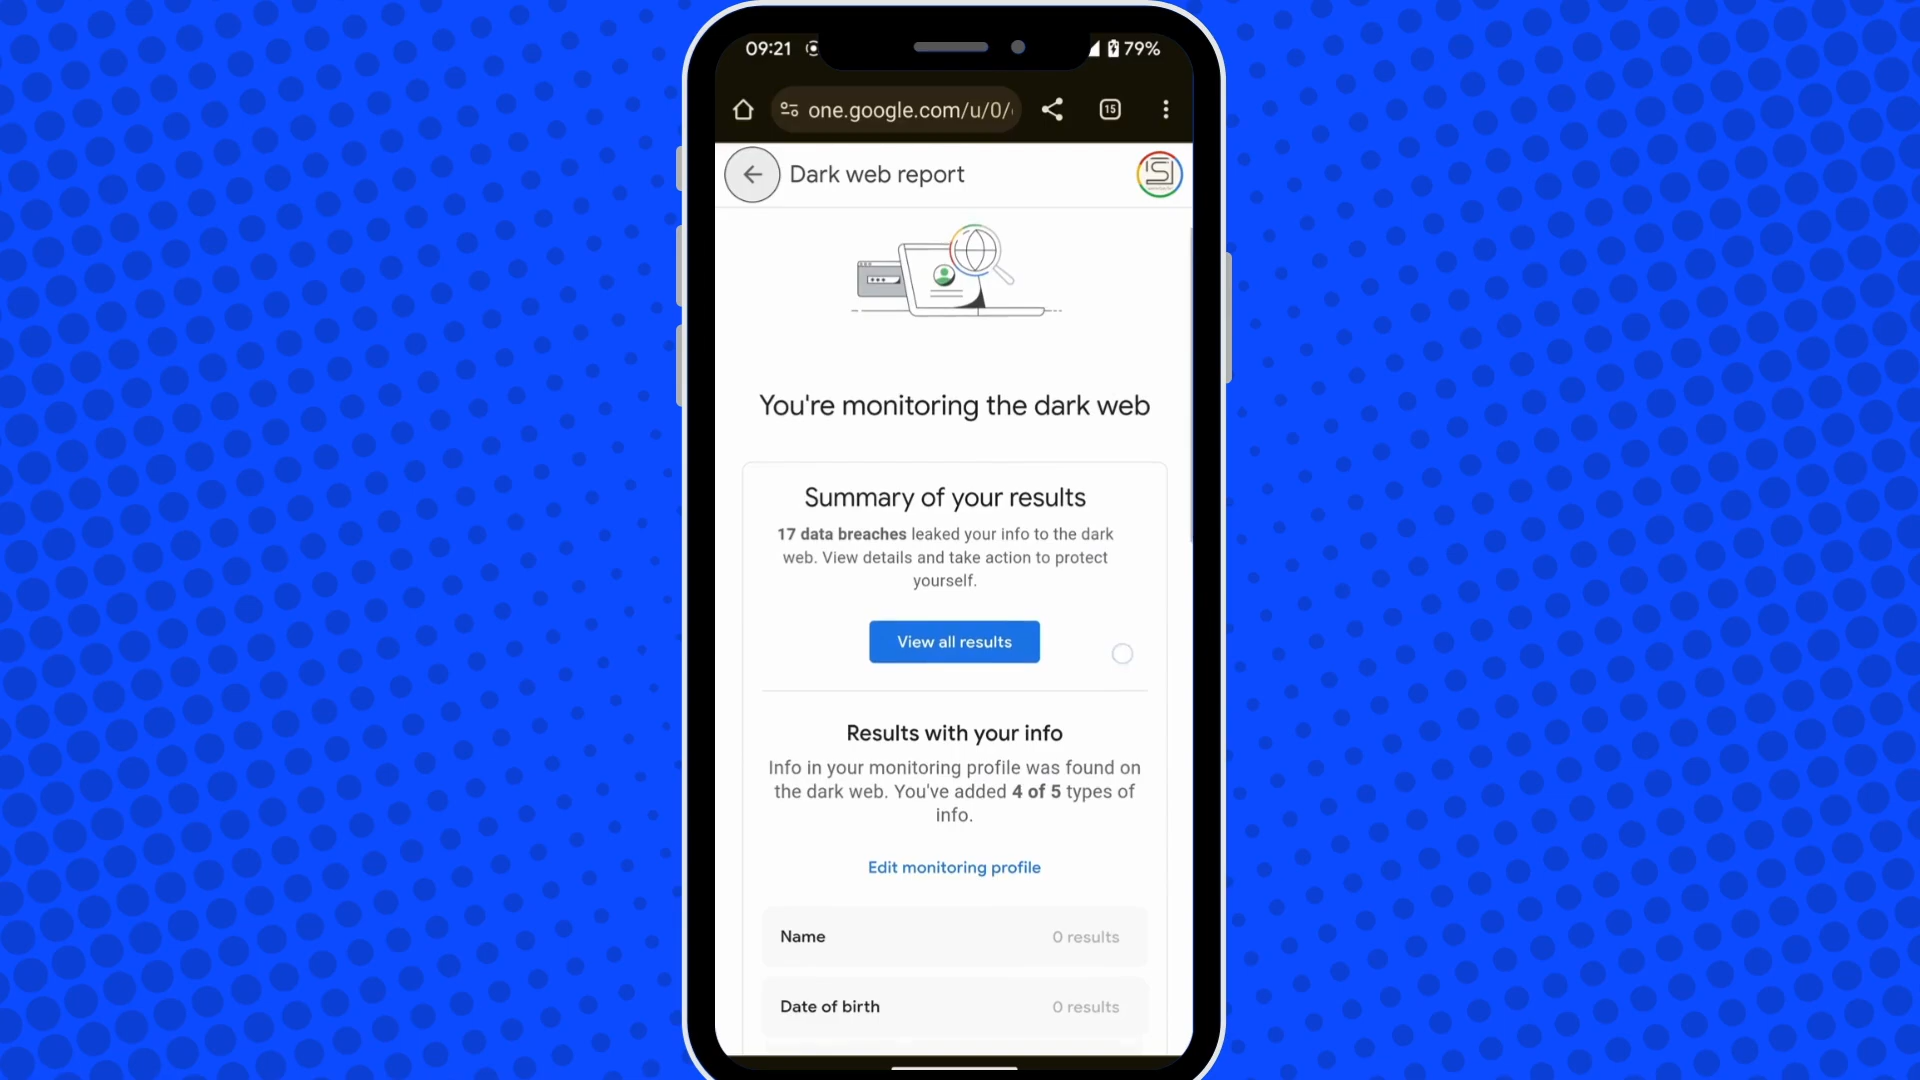 09:21
79%
one.google.com/u/0/
15
Dark web report
You're monitoring the dark web
Summary of your results
17 data breaches leaked your info to the dark
web. View details and take action to protect
yourself.
View all results
Results with your info
Info in your monitoring profile was found on
the dark web. You've added 4 of 5 types of
info.
Edit monitoring profile
Name 0 results
Date of birth 0 results